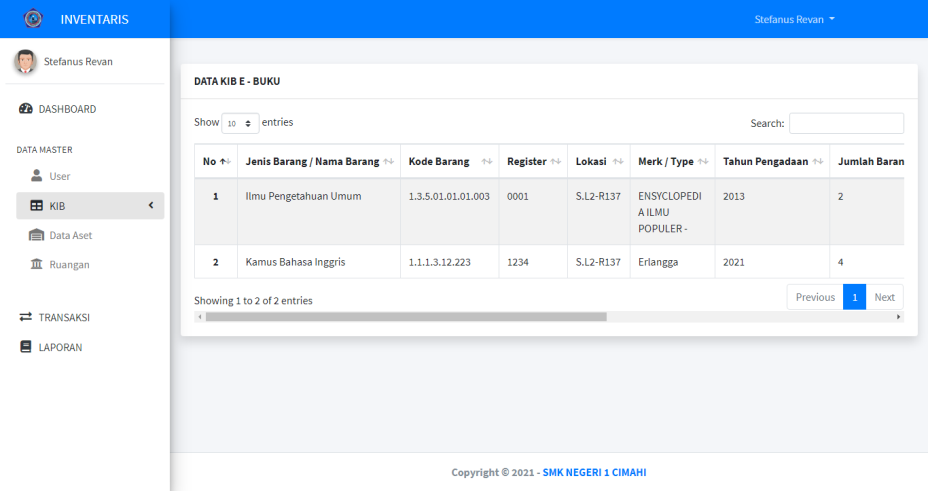 INVENTARIS
Stefanus Revan
Stefanus Revan
DASHBOARD
DATA MASTER
User
KIB
Data Aset
Ruangan
TRANSAKSI
LAPORAN
DATA KIB E - BUKU
Show 10 entries
Search:
No Jenis Barang / Nama Barang Kode Barang Register Lokasi Merk / Type Tahun Pengadaan Jumlah Baran
1 Ilmu Pengetahuan Umum 1.3.5.01.01.01.003 0001 S.L2-R137 ENSYCLOPEDI 2013 2
A ILMU
POPULER -
2 Kamus Bahasa Inggris 1.1.1.3.12.223 1234 S.L2-R137 Erlangga 2021 4
Showing 1 to 2 of 2 entries
Previous 1 Next
Copyright © 2021 - SMK NEGERI 1 CIMAHI